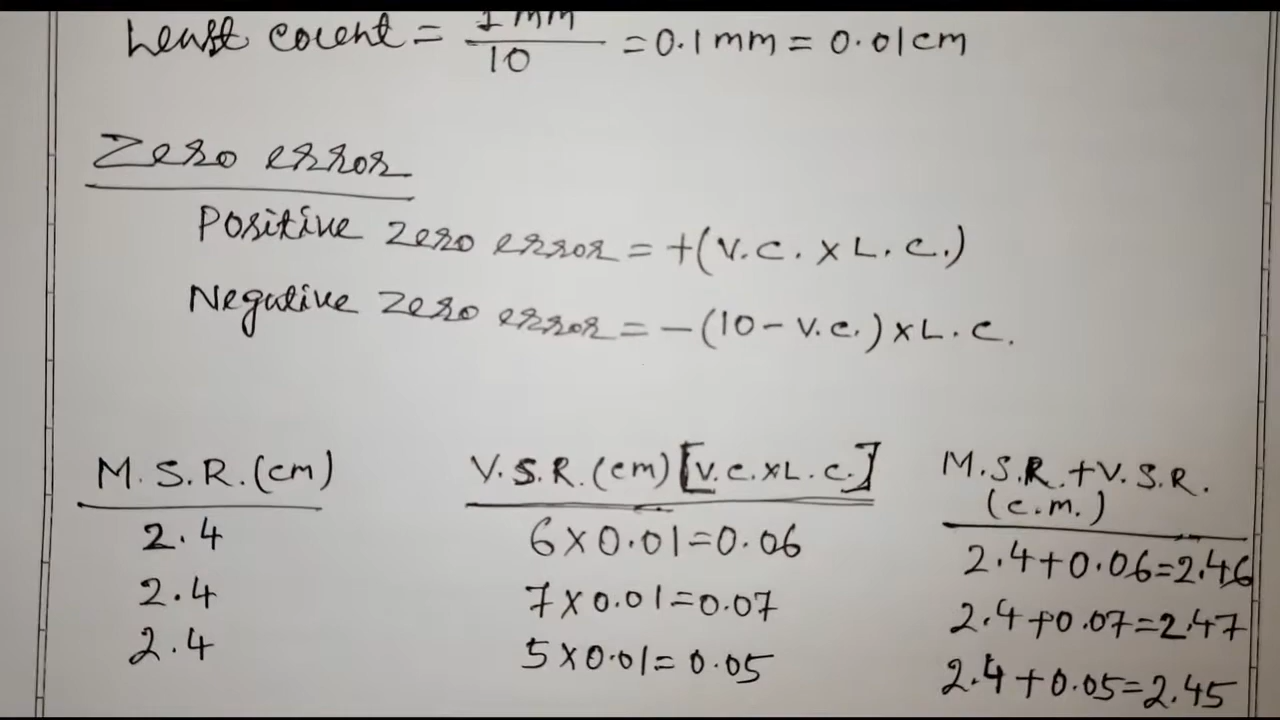 Least count = 1 mm / 10 = 0.1 mm = 0.01 cm
Zero error
Positive zero error = +(V.C. x L.C.)
Negative zero error = -(10 - V.C.) x L.C.
M.S.R. (cm) V.S.R. (cm) [V.C. x L.C.] M.S.R. + V.S.R. (c.m.)
2.4 6 x 0.01 = 0.06 2.4 + 0.06 = 2.46
2.4 7 x 0.01 = 0.07 2.4 + 0.07 = 2.47
2.4 5 x 0.01 = 0.05 2.4 + 0.05 = 2.45